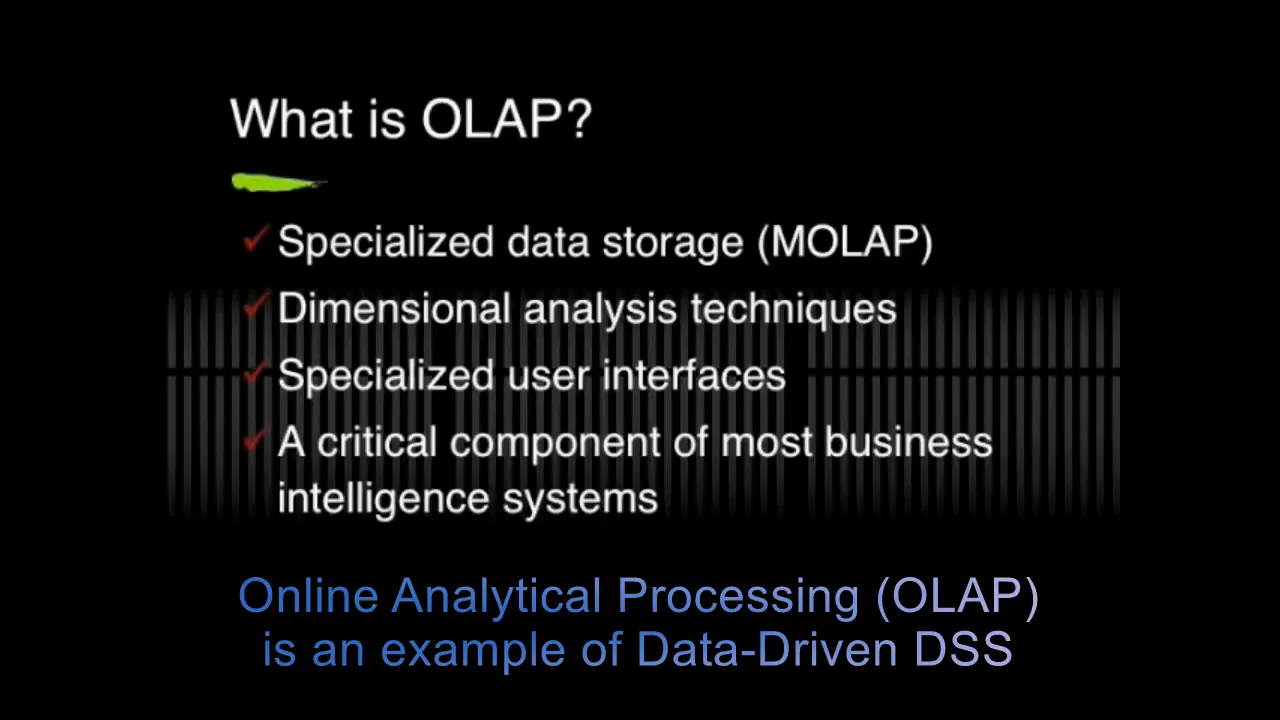 What is OLAP?
Specialized data storage (MOLAP)
Dimensional analysis techniques
Specialized user interfaces
A critical component of most business
intelligence systems
Online Analytical Processing (OLAP)
is an example of Data-Driven DSS